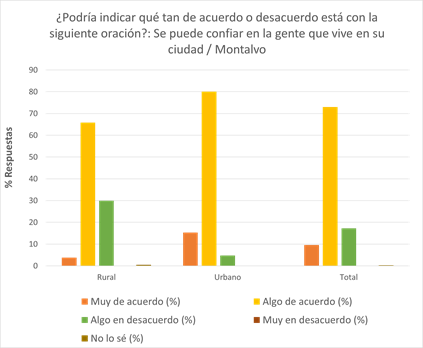 ¿Podría indicar qué tan de acuerdo o desacuerdo está con la
siguiente oración?: Se puede confiar en la gente que vive en su
ciudad / Montalvo
90
80
70
60
50
40
30
20
10
0
% Respuestas
Rural
Urbano
Total
Muy de acuerdo (%)
Algo de acuerdo (%)
Algo en desacuerdo (%)
Muy en desacuerdo (%)
No lo sé (%)